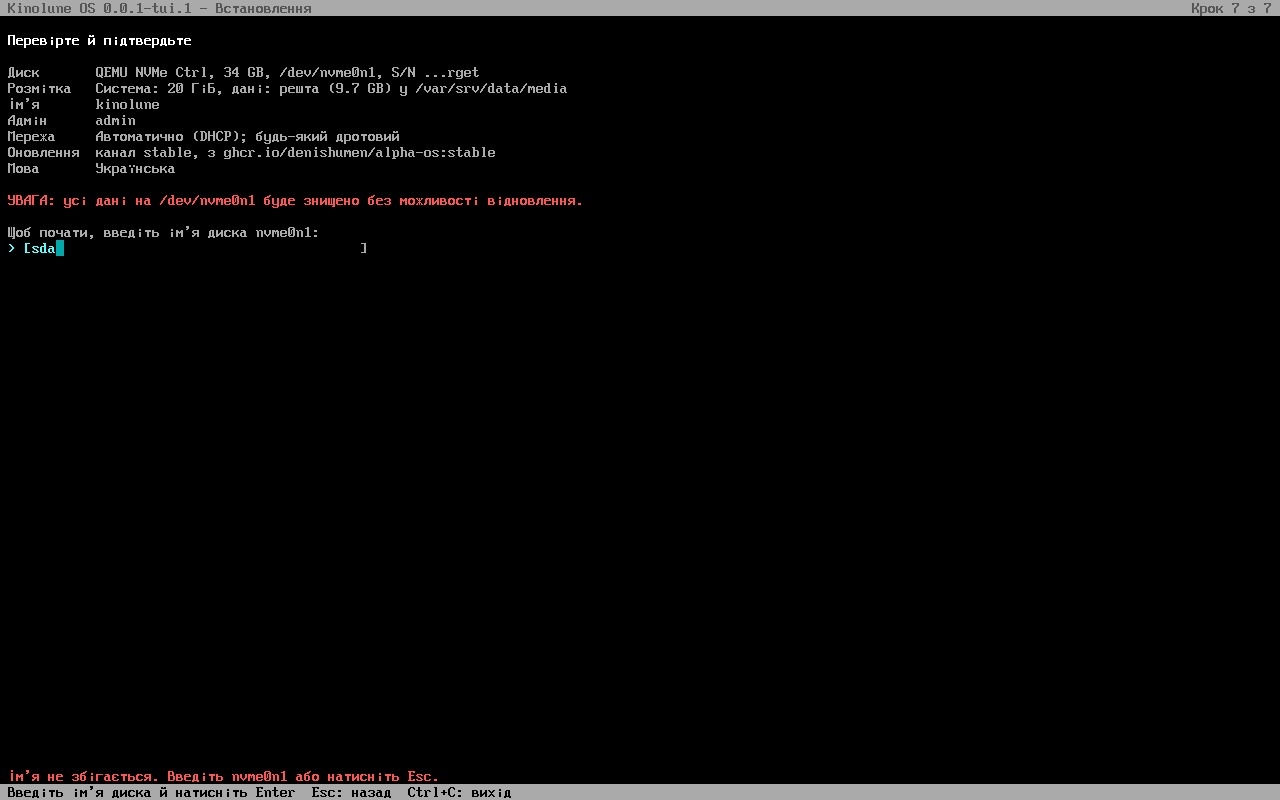 Kinolune OS 0.0.1-tui.1 - Встановлення Крок 7 з 7
Перевірте й підтвердьте
Диск QEMU NVMe Ctrl, 34 GB, /dev/nvme0n1, S/N ...rget
Розмітка Система: 20 ГіБ, дані: решта (9.7 GB) у /var/srv/data/media
Ім'я kinolune
Адмін admin
Мережа Автоматично (DHCP); будь-який дротовий
Оновлення канал stable, з ghcr.io/denishumen/alpha-os:stable
Мова Українська
УВАГА: усі дані на /dev/nvme0n1 буде знищено без можливості відновлення.
Щоб почати, введіть ім'я диска nvme0n1:
> [sda ]
Ім'я не збігається. Введіть nvme0n1 або натисніть Esc.
Введіть ім'я диска й натисніть Enter Esc: назад Ctrl+C: вихід